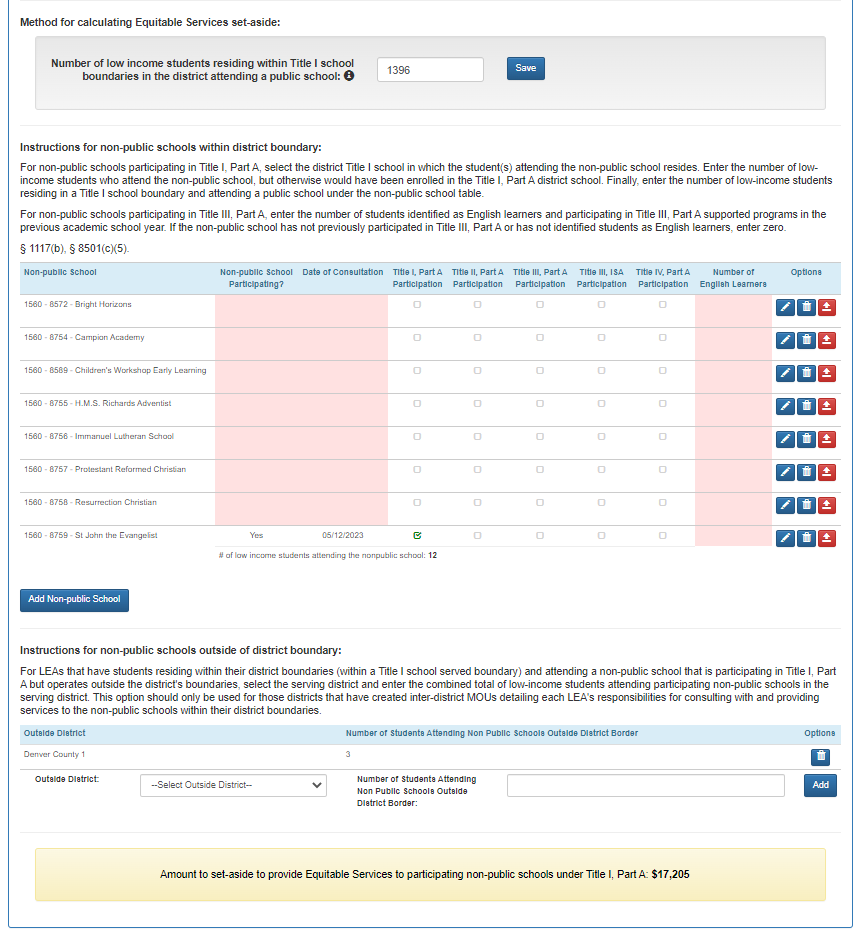 Method for calculating Equitable Services set-aside:
Number of low income students residing within Title I school
boundaries in the district attending a public school:
1396
Save
Instructions for non-public schools within district boundary:
For non-public schools participating in Title I, Part A, select the district Title I school in which the student(s) attending the non-public school resides. Enter the number of low-
income students who attend the non-public school, but otherwise would have been enrolled in the Title I, Part A district school. Finally, enter the number of low-income students
residing in a Title I school boundary and attending a public school under the non-public school table.
For non-public schools participating in Title III, Part A, enter the number of students identified as English learners and participating in Title III, Part A supported programs in the
previous academic school year. If the non-public school has not previously participated in Title III, Part A or has not identified students as English learners, enter zero.
§ 1117(b), § 8501(c)(5).
Non-public School Non-public School Date of Consultation Title I, Part A Title II, Part A Title III, Part A Title III, ISA Title IV, Part A Number of Options
Participating? Participation Participation Participation Participation Participation English Learners
1560 - 8572 - Bright Horizons
1560 - 8754 - Campion Academy
1560 - 8589 - Children's Workshop Early Learning
1560 - 8755 - H.M.S. Richards Adventist
1560 - 8756 - Immanuel Lutheran School
1560 - 8757 - Protestant Reformed Christian
1560 - 8758 - Resurrection Christian
1560 - 8759 - St John the Evangelist Yes 05/12/2023
# of low income students attending the nonpublic school: 12
Add Non-public School
Instructions for non-public schools outside of district boundary:
For LEAs that have students residing within their district boundaries (within a Title I school served boundary) and attending a non-public school that is participating in Title I, Part
A but operates outside the district's boundaries, select the serving district and enter the combined total of low-income students attending participating non-public schools in the
serving district. This option should only be used for those districts that have created inter-district MOUs detailing each LEA's responsibilities for consulting with and providing
services to the non-public schools within their district boundaries.
Outside District Number of Students Attending Non Public Schools Outside District Border Options
Denver County 1 3
Outside District: --Select Outside District-- Number of Students Attending
Non Public Schools Outside
District Border:
Add
Amount to set-aside to provide Equitable Services to participating non-public schools under Title I, Part A: $17,205